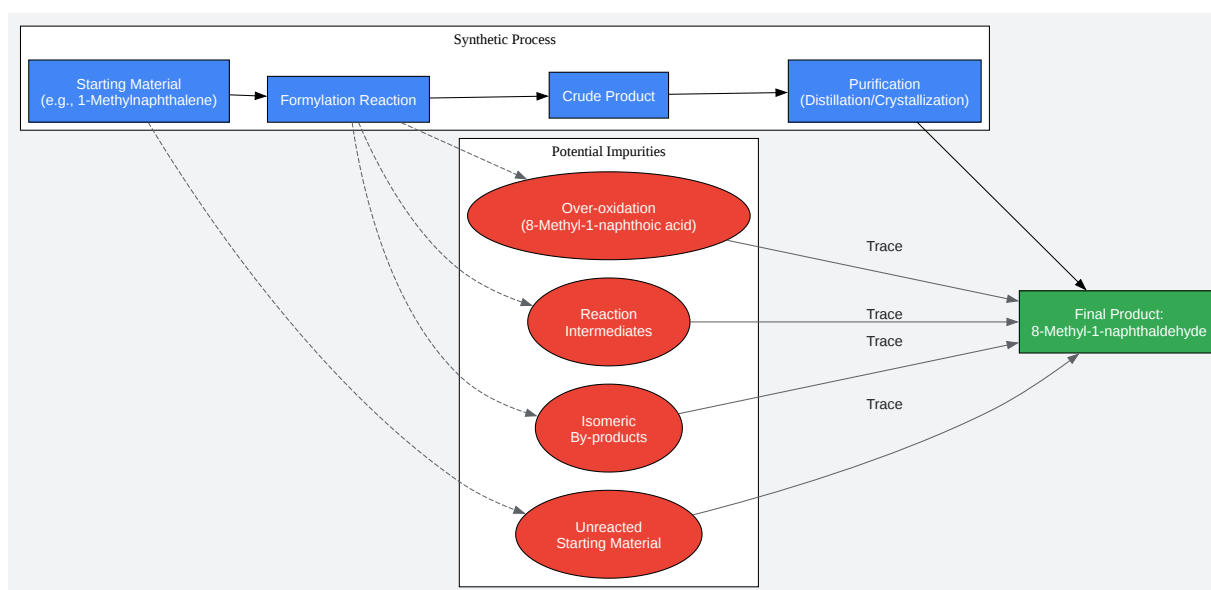 Synthetic Process
Starting Material
(e.g., 1-Methylnaphthalene)
Formylation Reaction
Crude Product
Purification
(Distillation/Crystallization)
Potential Impurities
Over-oxidation
(8-Methyl-1-naphthoic acid)
Trace
Reaction
Intermediates
Trace
Final Product:
8-Methyl-1-naphthaldehyde
Trace
Isomeric
By-products
Trace
Unreacted
Starting Material